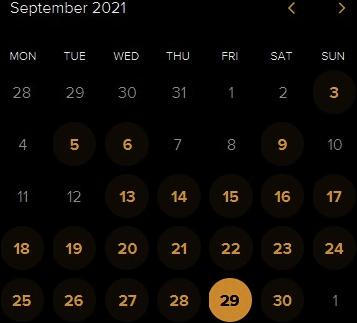 September 2021
MON TUE WED THU FRI SAT SUN
28 29 30 31 1 2 3
4 5 6 7 8 9 10
11 12 13 14 15 16 17
18 19 20 21 22 23 24
25 26 27 28 29 30 1